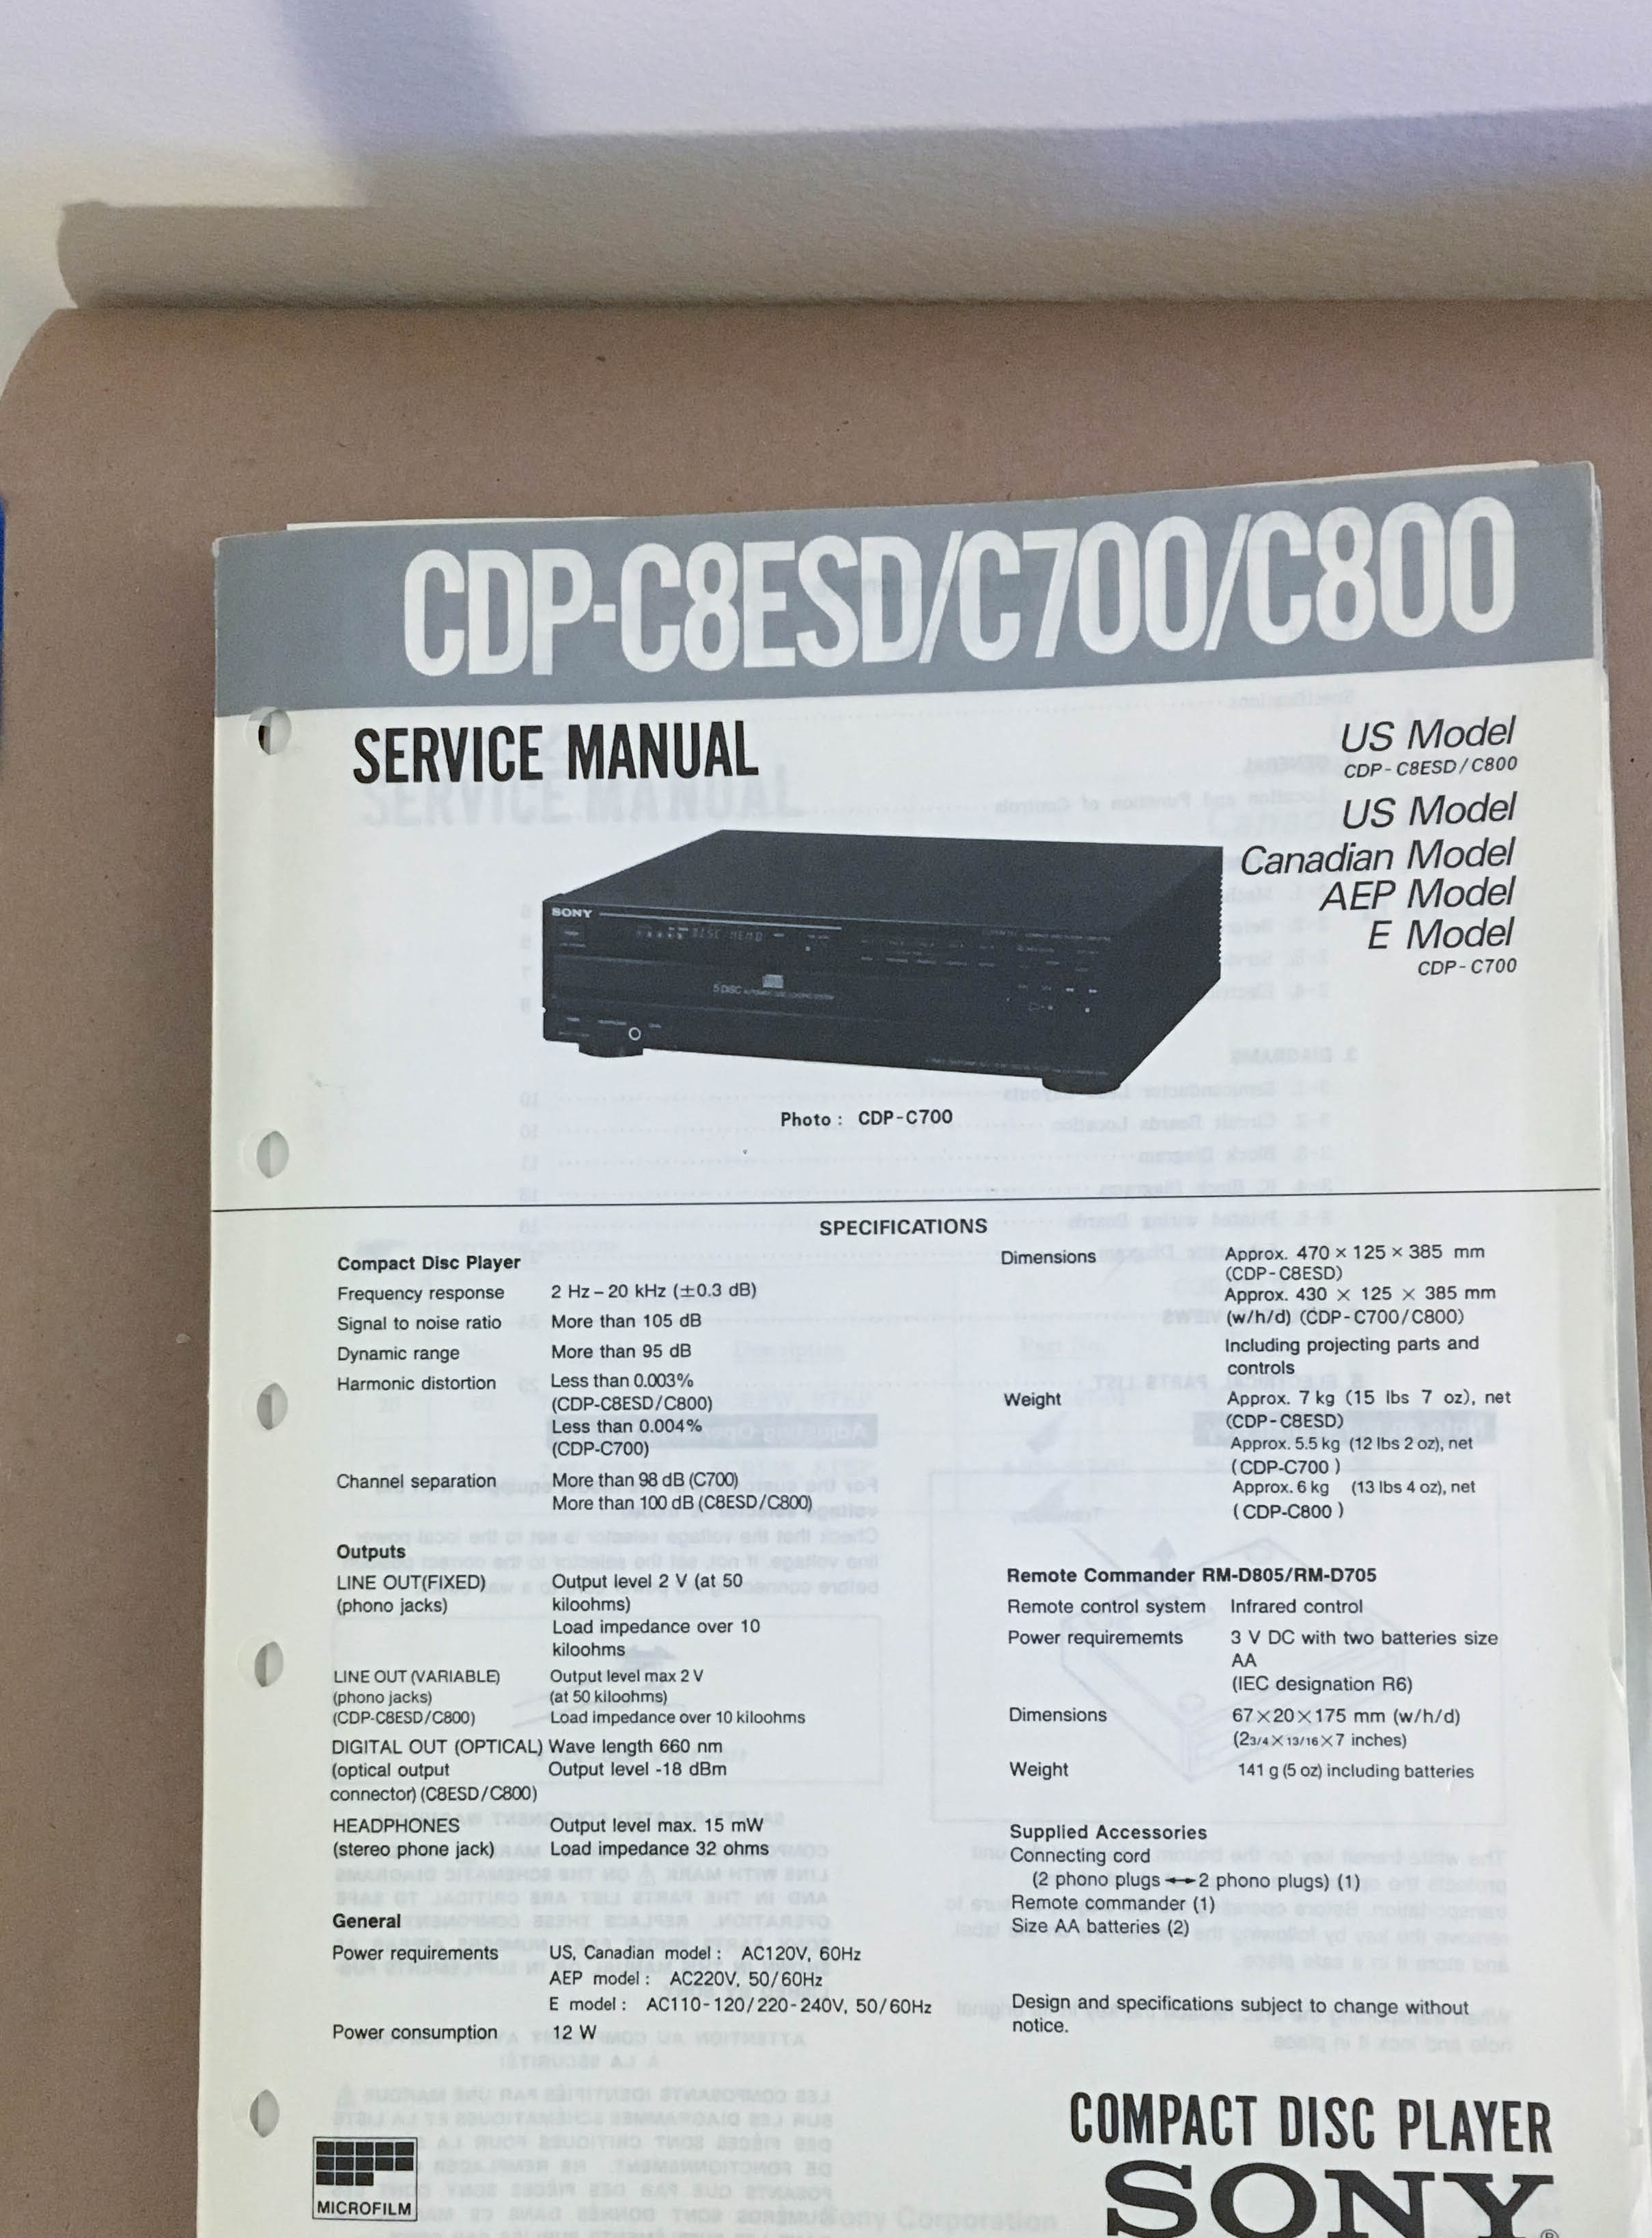 CDP-C8ESD/C700/C800
SERVICE MANUAL
US Model
CDP-C8ESD/C800
US Model
Canadian Model
AEP Model
E Model
CDP-C700
SONY
5 DISC
Photo : CDP-C700
SPECIFICATIONS
Compact Disc Player
Frequency response 2 Hz – 20 kHz (±0.3 dB)
Signal to noise ratio More than 105 dB
Dynamic range More than 95 dB
Harmonic distortion Less than 0.003%
(CDP-C8ESD/C800)
Less than 0.004%
(CDP-C700)
Channel separation More than 98 dB (C700)
More than 100 dB (C8ESD/C800)
Outputs
LINE OUT(FIXED) Output level 2 V (at 50
(phono jacks) kiloohms)
Load impedance over 10
kiloohms
LINE OUT (VARIABLE) Output level max 2 V
(phono jacks) (at 50 kiloohms)
(CDP-C8ESD/C800) Load impedance over 10 kiloohms
DIGITAL OUT (OPTICAL) Wave length 660 nm
(optical output Output level -18 dBm
connector) (C8ESD/C800)
HEADPHONES Output level max. 15 mW
(stereo phone jack) Load impedance 32 ohms
General
Power requirements US, Canadian model : AC120V, 60Hz
AEP model : AC220V, 50/60Hz
E model : AC110-120/220-240V, 50/60Hz
Power consumption 12 W
Dimensions Approx. 470 × 125 × 385 mm
(CDP-C8ESD)
Approx. 430 × 125 × 385 mm
(w/h/d) (CDP-C700/C800)
Including projecting parts and
controls
Weight Approx. 7 kg (15 lbs 7 oz), net
(CDP-C8ESD)
Approx. 5.5 kg (12 lbs 2 oz), net
(CDP-C700 )
Approx. 6 kg (13 lbs 4 oz), net
( CDP-C800 )
Remote Commander RM-D805/RM-D705
Remote control system Infrared control
Power requirememts 3 V DC with two batteries size
AA
(IEC designation R6)
Dimensions 67×20×175 mm (w/h/d)
(2 3/4 × 13/16 × 7 inches)
Weight 141 g (5 oz) including batteries
Supplied Accessories
Connecting cord
(2 phono plugs ↔ 2 phono plugs) (1)
Remote commander (1)
Size AA batteries (2)
Design and specifications subject to change without
notice.
MICROFILM
COMPACT DISC PLAYER
SONY®